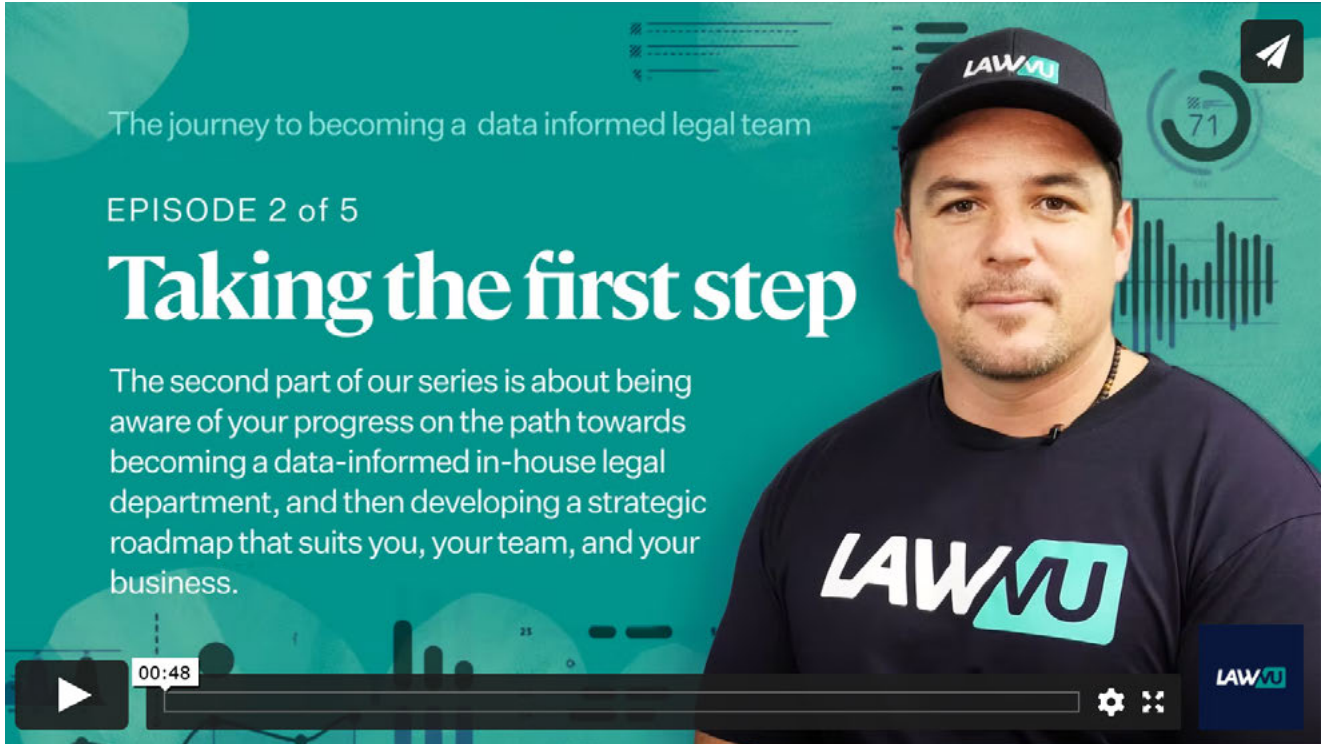 LAWVU
The journey to becoming a data informed legal team
71
EPISODE 2 of 5
Taking the first step
The second part of our series is about being
aware of your progress on the path towards
becoming a data-informed in-house legal
department, and then developing a strategic
roadmap that suits you, your team, and your
business.
LAWVU
25
00:48
LAWVU